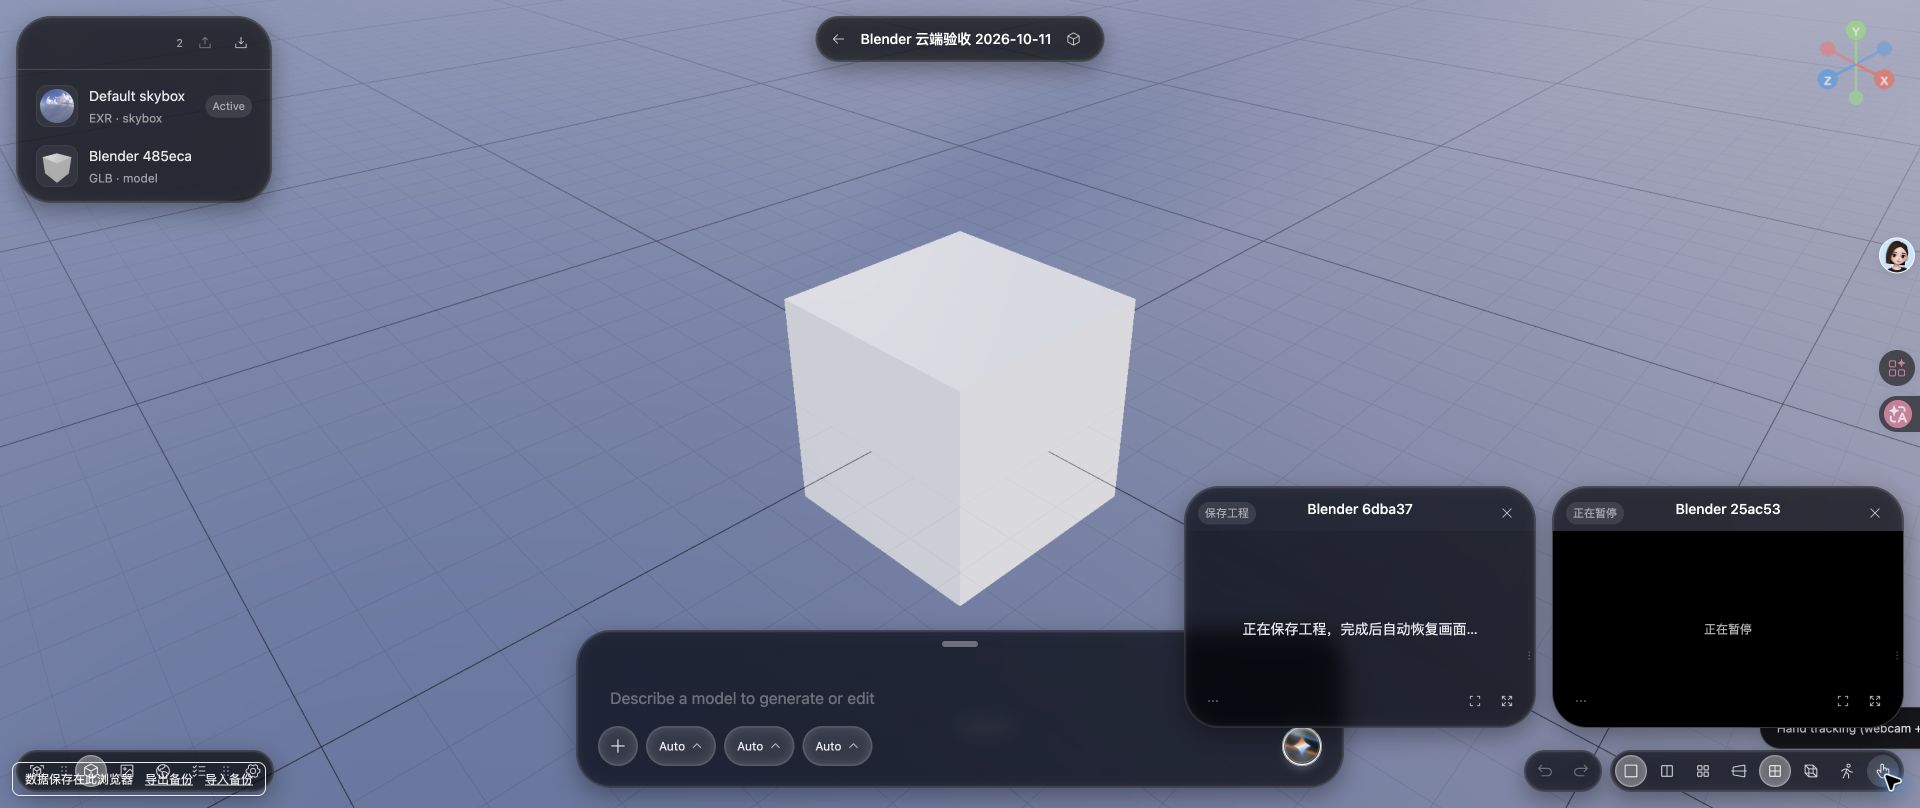 2
Blender 云端验收 2026-10-11
Y
Z
X
Default skybox
EXR · skybox
Active
Blender 485eca
GLB · model
保存工程
Blender 6dba37
正在保存工程，完成后自动恢复画面...
正在暂停
Blender 25ac53
正在暂停
Describe a model to generate or edit
Auto
Auto
Auto
Hand tracking (webcam +
数据保存在此浏览器 导出备份 导入备份